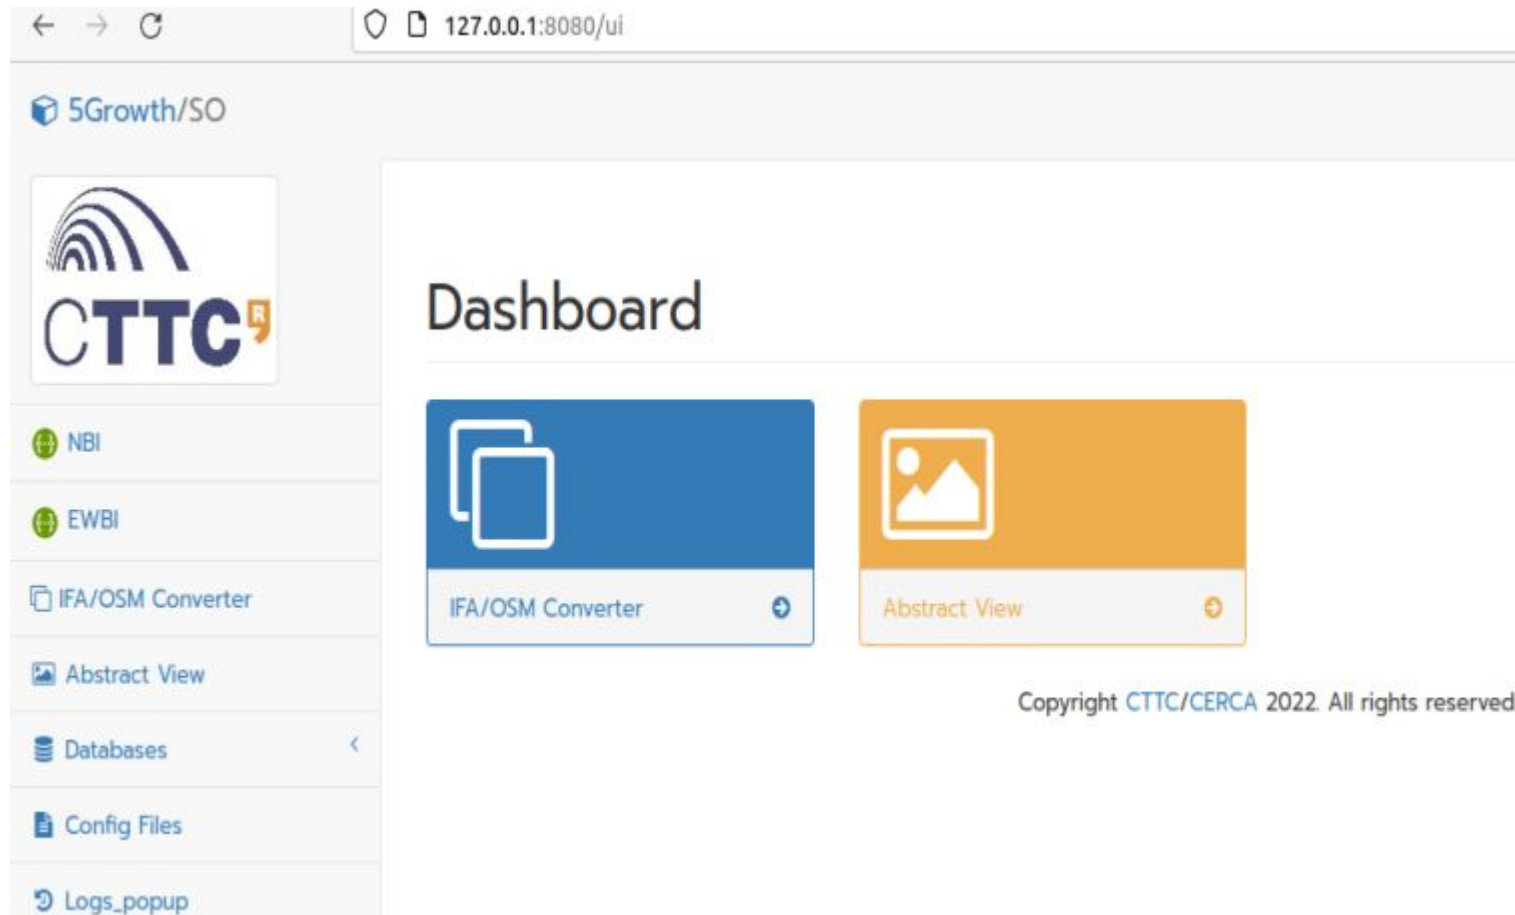 127.0.0.1:8080/ui
5Growth/SO
CTTC R
Dashboard
NBI
EWBI
IFA/OSM Converter
Abstract View
Databases
Config Files
Logs_popup
IFA/OSM Converter
Abstract View
Copyright CTTC/CERCA 2022. All rights reserved